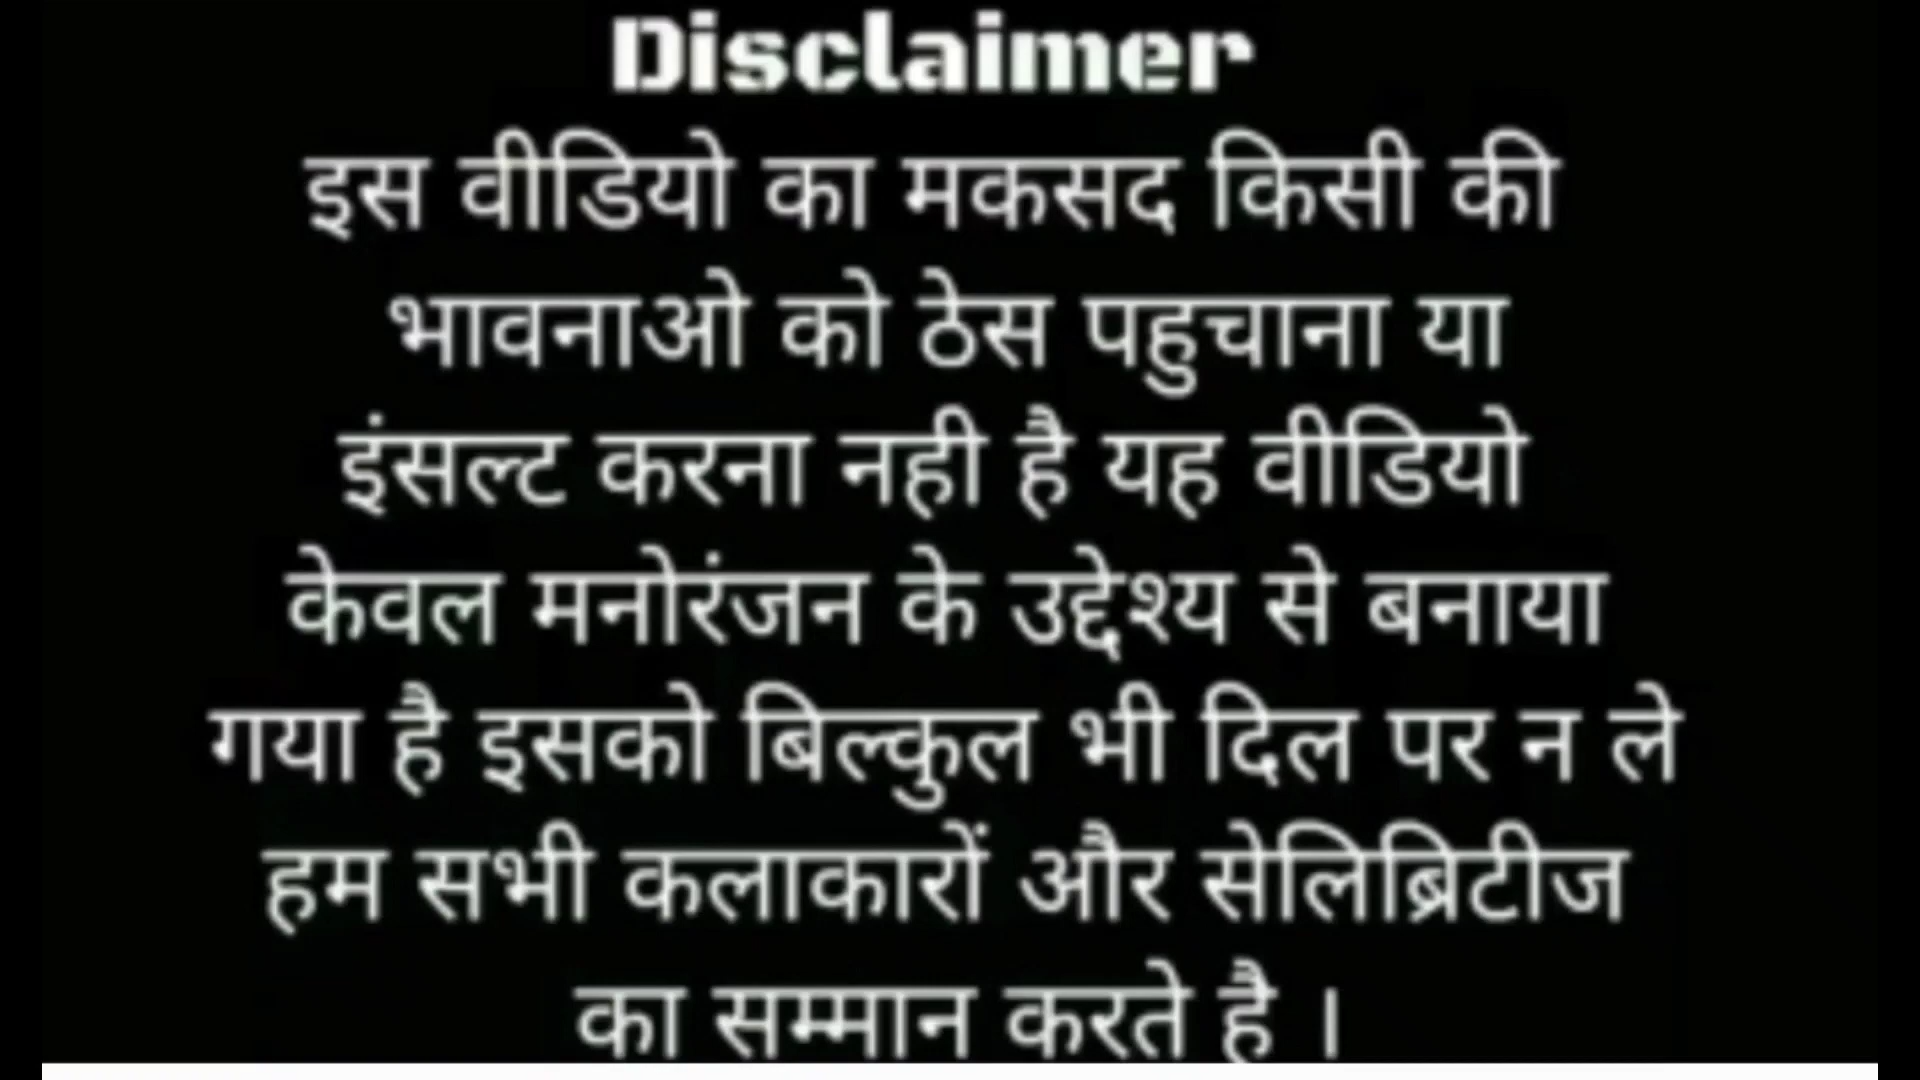 Disclaimer
इस वीडियो का मकसद किसी की
भावनाओ को ठेस पहुचाना या
इंसल्ट करना नही है यह वीडियो
केवल मनोरंजन के उद्देश्य से बनाया
गया है इसको बिल्कुल भी दिल पर न ले
हम सभी कलाकारों और सेलिब्रिटीज
का सम्मान करते है ।